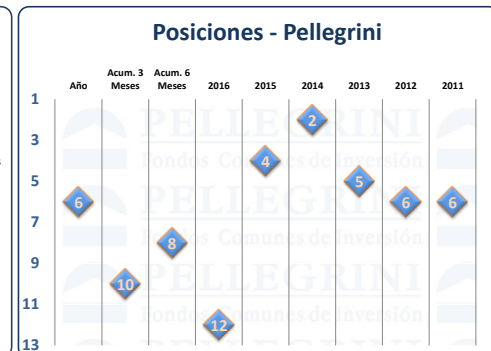 Posiciones - Pellegrini
Acum. 3 Acum. 6
Año Meses Meses 2016 2015 2014 2013 2012 2011
1
2
3
PELLEGRINI
4
Fondos Comunes de Inversión
5
5
6
6
6
6
PELLEGRINI
7
8
Fondos Comunes de Inversión
9
10
PELLEGRINI
11
12
Fondos Comunes de Inversión
13